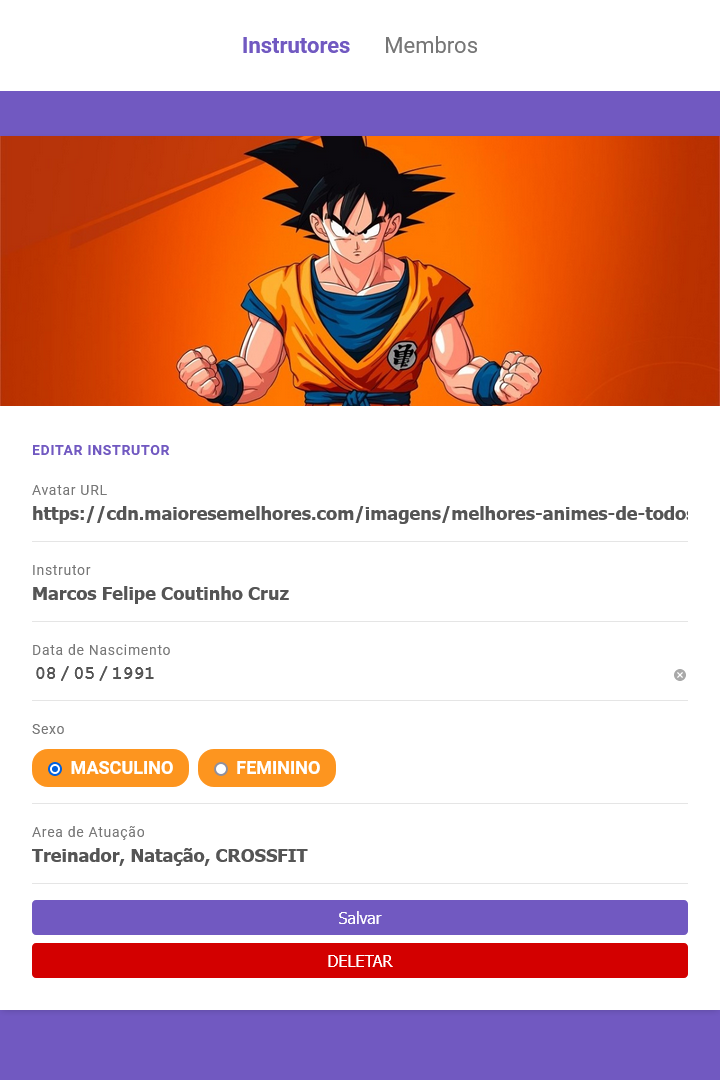 Instrutores Membros
亀
EDITAR INSTRUTOR
Avatar URL
https://cdn.maioresemelhores.com/imagens/melhores-animes-de-todos
Instrutor
Marcos Felipe Coutinho Cruz
Data de Nascimento
08 / 05 / 1991
Sexo
MASCULINO FEMININO
Area de Atuação
Treinador, Natação, CROSSFIT
Salvar
DELETAR